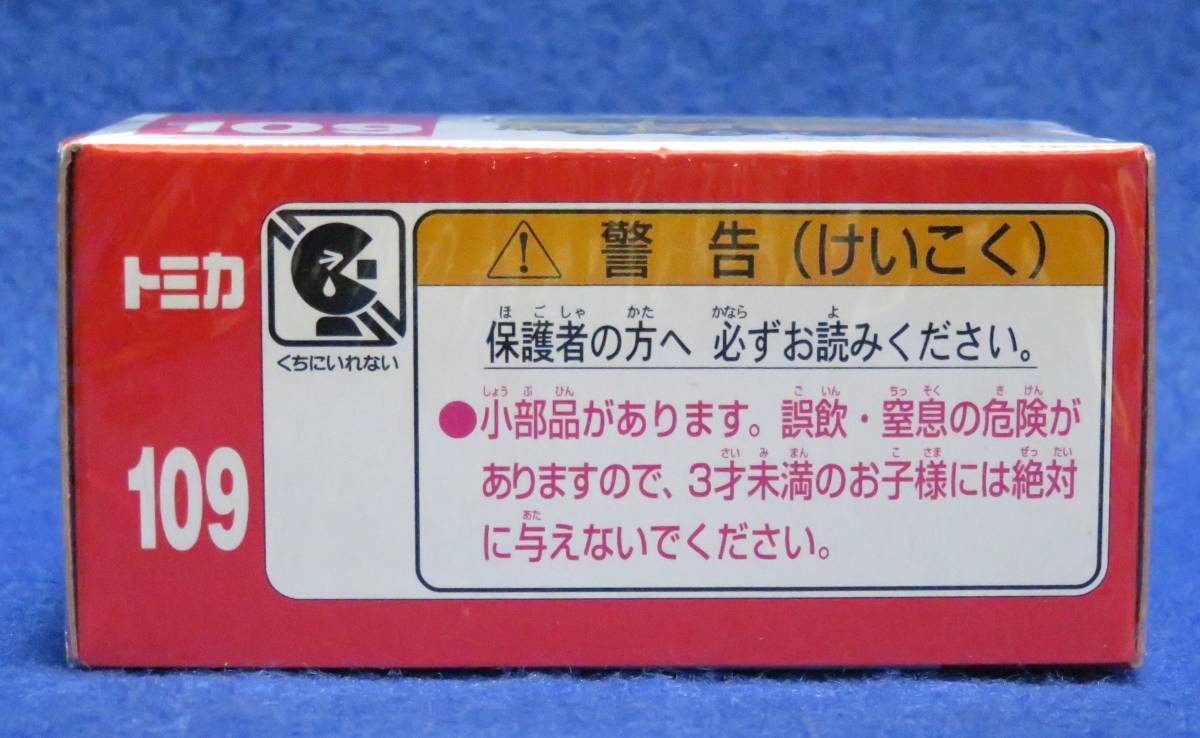 109
トミカ
109
くちにいれない
警告(けいこく)
ほごしゃ かた かなら よ
保護者の方へ 必ずお読みください。
しょうぶひん ごいん ちっそく きけん
●小部品があります。誤飲・窒息の危険が
さいみまん こさま ぜったい
ありますので、3才未満のお子様には絶対
あた
に与えないでください。